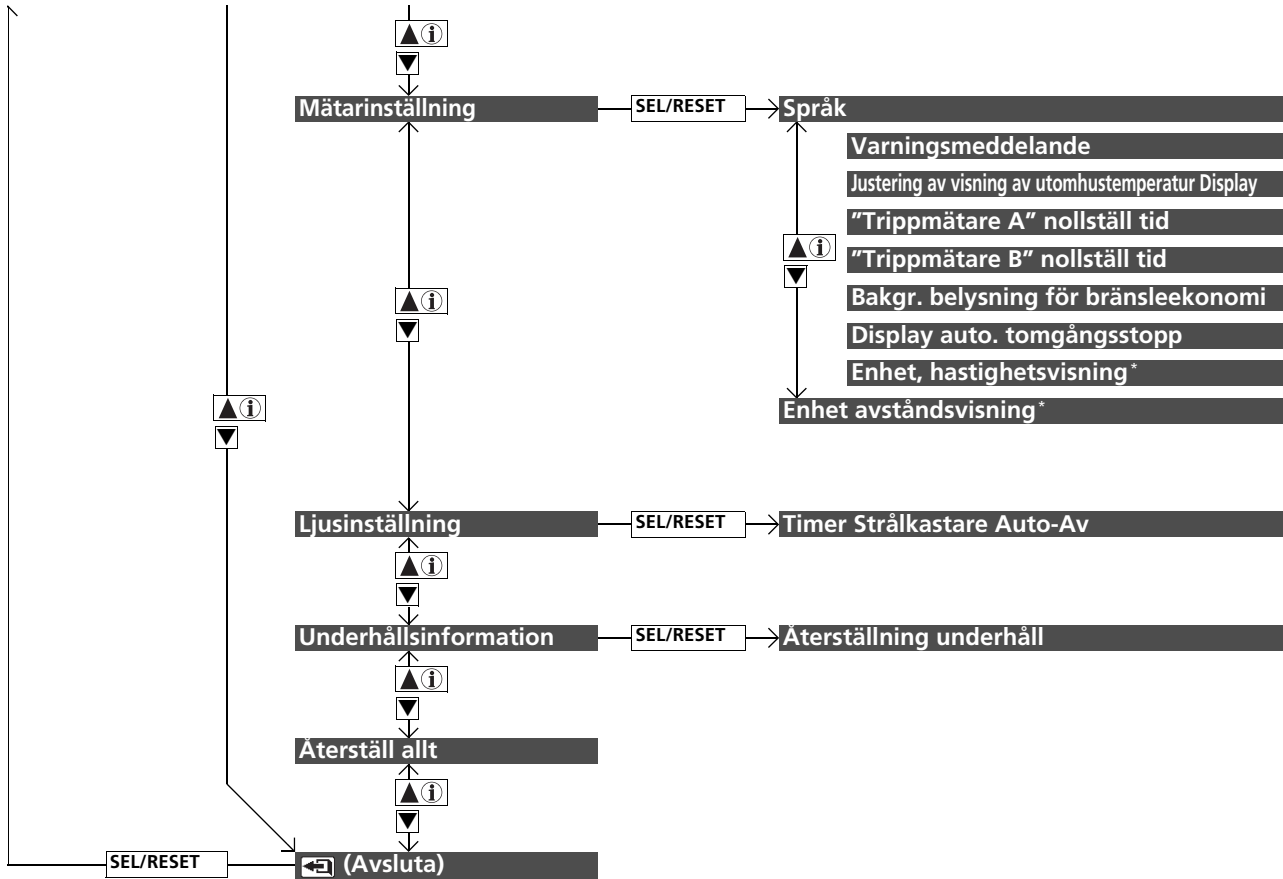 Mätarinställning SEL/RESET Språk
Varningsmeddelande
Justering av visning av utomhustemperatur Display
"Trippmätare A" nollställ tid
"Trippmätare B" nollställ tid
Bakgr. belysning för bränsleekonomi
Display auto. tomgångsstopp
Enhet, hastighetsvisning*
Enhet avståndsvisning*
Ljusinställning SEL/RESET Timer Strålkastare Auto-Av
Underhållsinformation SEL/RESET Återställning underhåll
Återställ allt
SEL/RESET (Avsluta)